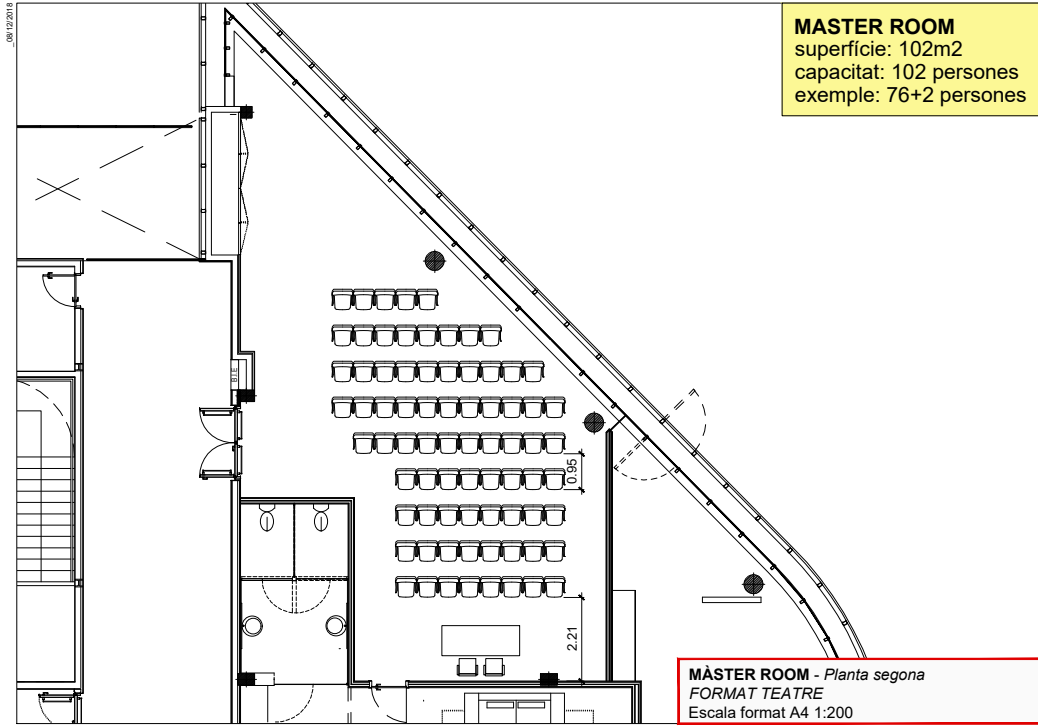 _08/12/2018
MASTER ROOM
superfície: 102m2
capacitat: 102 persones
exemple: 76+2 persones
B.I.E
0.95
2.21
MÀSTER ROOM - Planta segona
FORMAT TEATRE
Escala format A4 1:200